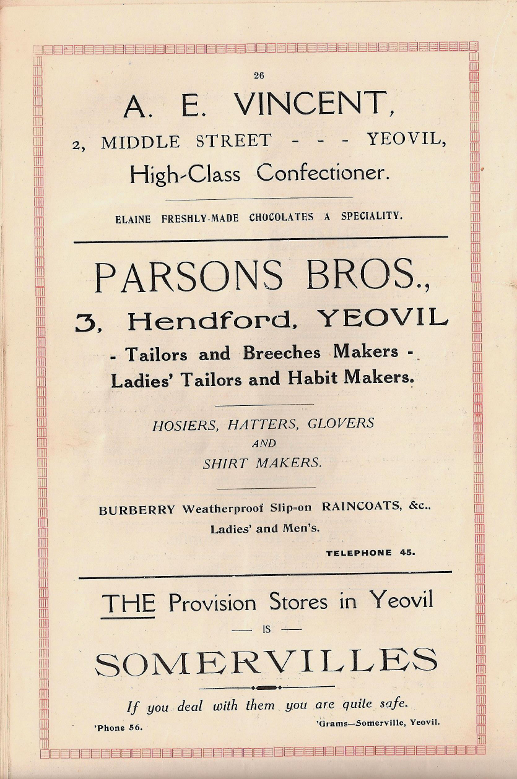 26
A. E. VINCENT,
2, MIDDLE STREET - - - YEOVIL,
High-Class Confectioner.
ELAINE FRESHLY-MADE CHOCOLATES A SPECIALITY.
PARSONS BROS.,
3, Hendford, YEOVIL
- Tailors and Breeches Makers -
Ladies' Tailors and Habit Makers.
HOSIERS, HATTERS, GLOVERS
AND
SHIRT MAKERS.
BURBERRY Weatherproof Slip-on RAINCOATS, &c.,
Ladies' and Men's.
TELEPHONE 45.
THE Provision Stores in Yeovil
— IS —
SOMERVILLES
If you deal with them you are quite safe.
'Phone 56. 'Grams—Somerville, Yeovil.